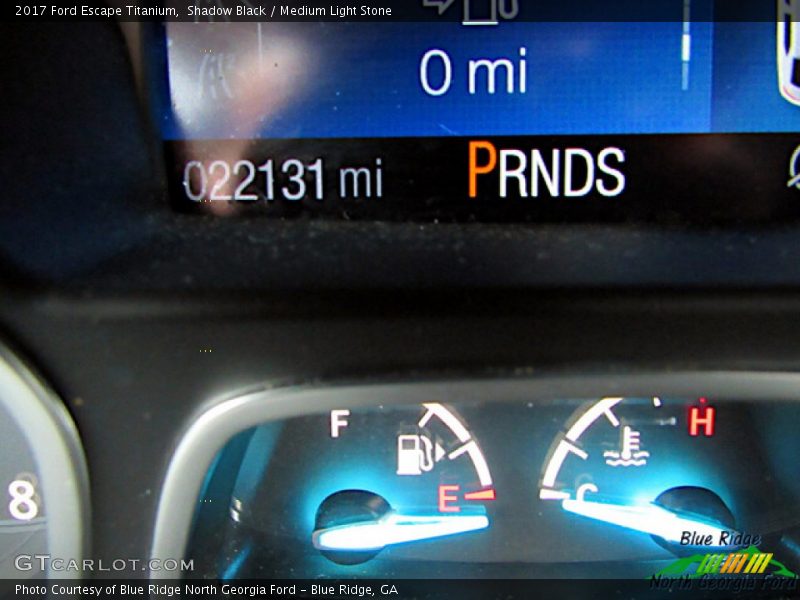 2017 Ford Escape Titanium, Shadow Black / Medium Light Stone
0 mi
022131 mi
PRNDS
F
H
E
C
8
Blue Ridge
North Georgia Ford
GTCARLOT.COM
Photo Courtesy of Blue Ridge North Georgia Ford – Blue Ridge, GA